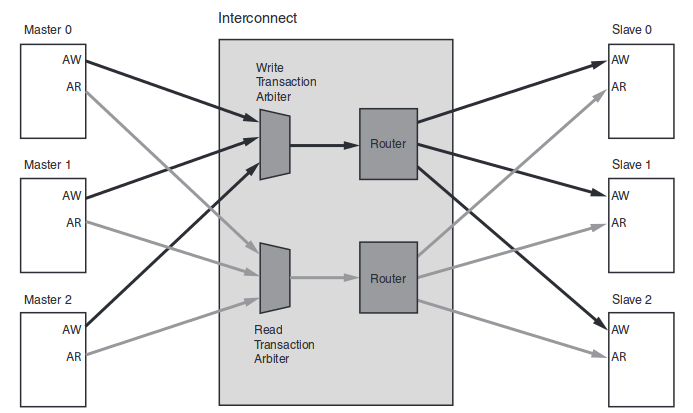 Interconnect
Master 0
AW
AR
Master 1
AW
AR
Master 2
AW
AR
Write
Transaction
Arbiter
Router
Read
Transaction
Arbiter
Router
Slave 0
AW
AR
Slave 1
AW
AR
Slave 2
AW
AR